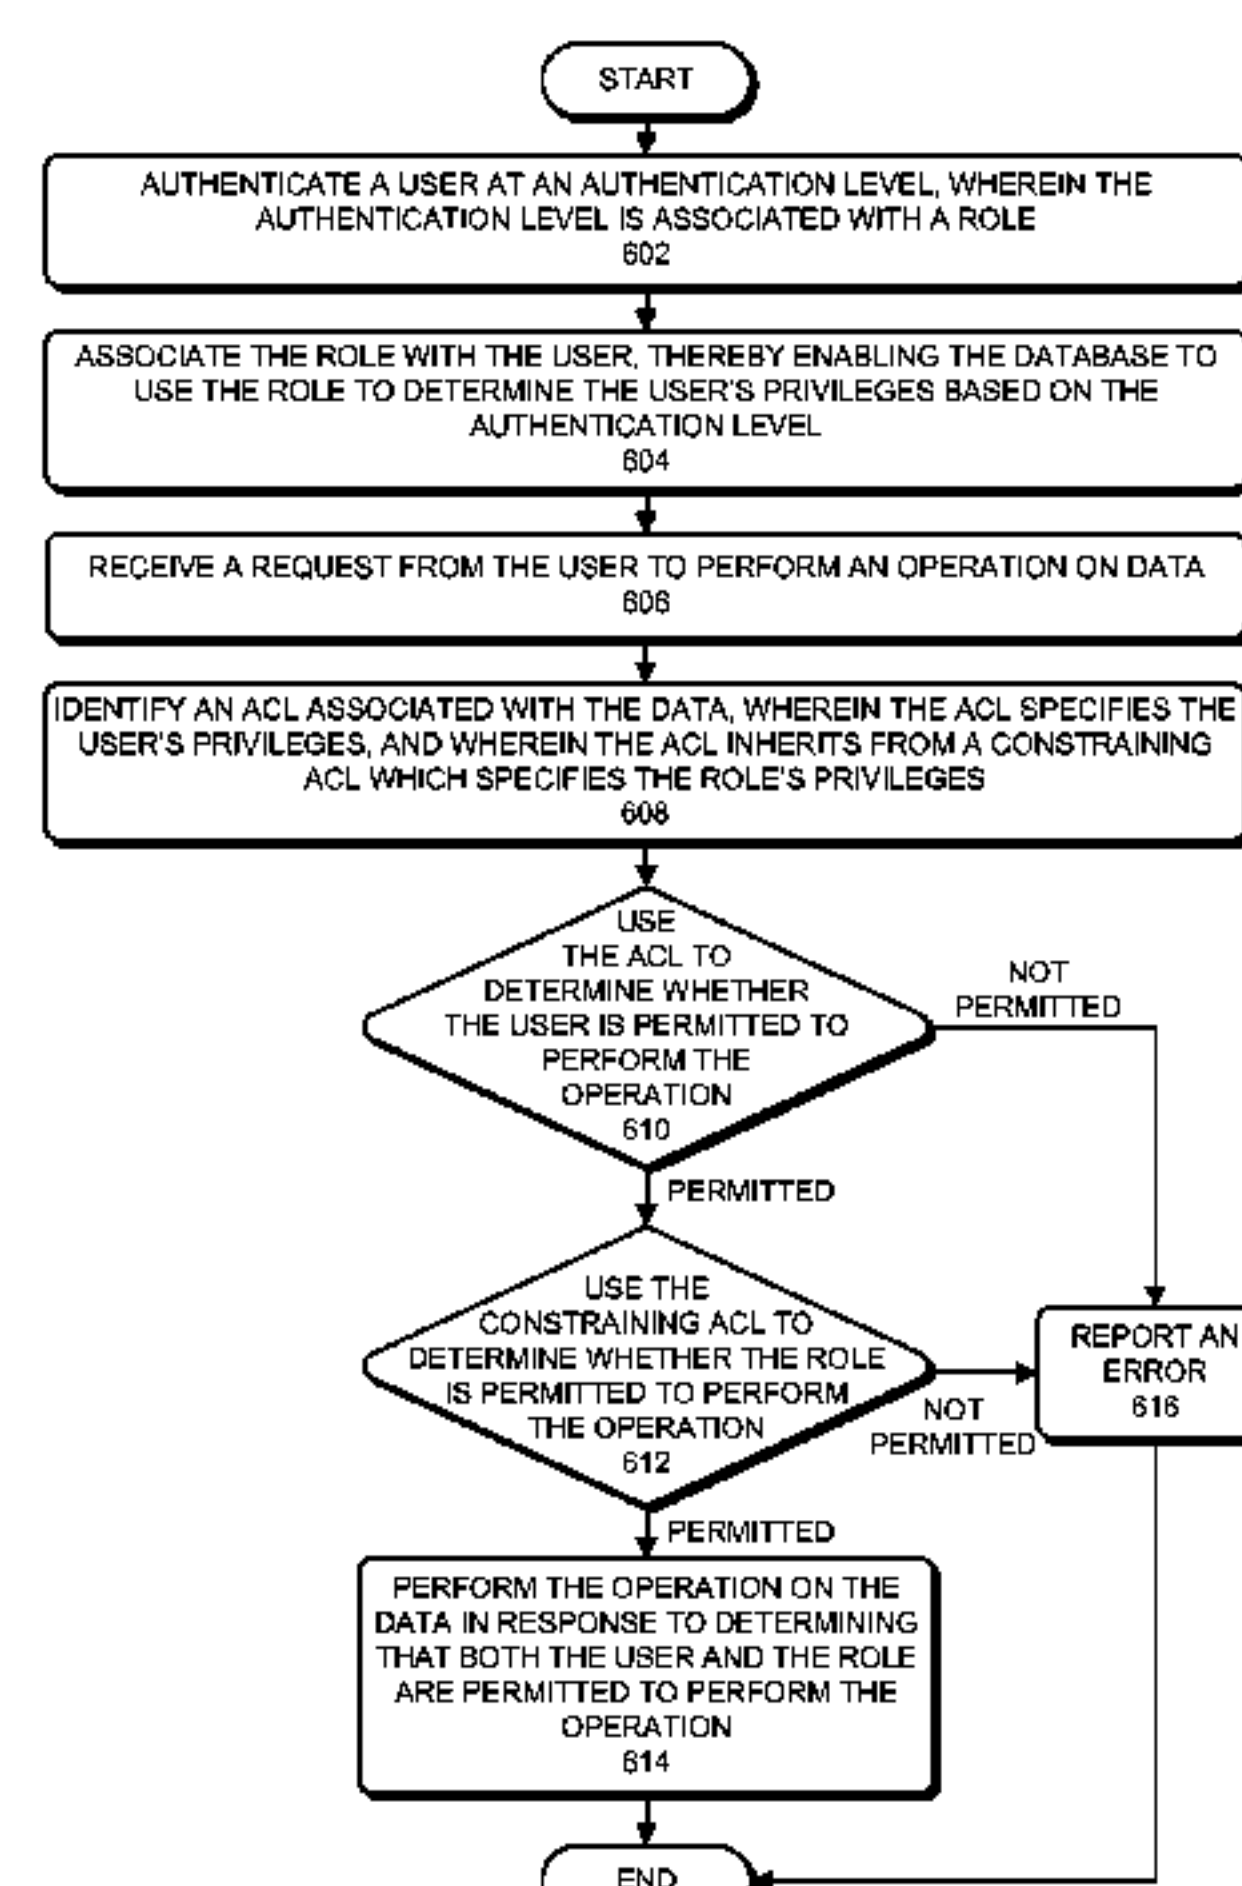 START
AUTHENTICATE A USER AT AN AUTHENTICATION LEVEL, WHEREIN THE
AUTHENTICATION LEVEL IS ASSOCIATED WITH A ROLE
602
ASSOCIATE THE ROLE WITH THE USER, THEREBY ENABLING THE DATABASE TO
USE THE ROLE TO DETERMINE THE USER'S PRIVILEGES BASED ON THE
AUTHENTICATION LEVEL
604
RECEIVE A REQUEST FROM THE USER TO PERFORM AN OPERATION ON DATA
606
IDENTIFY AN ACL ASSOCIATED WITH THE DATA, WHEREIN THE ACL SPECIFIES THE
USER'S PRIVILEGES, AND WHEREIN THE ACL INHERITS FROM A CONSTRAINING
ACL WHICH SPECIFIES THE ROLE'S PRIVILEGES
608
USE
THE ACL TO
DETERMINE WHETHER
THE USER IS PERMITTED TO
PERFORM THE
OPERATION
610
NOT
PERMITTED
PERMITTED
USE THE
CONSTRAINING ACL TO
DETERMINE WHETHER THE ROLE
IS PERMITTED TO PERFORM
THE OPERATION
612
NOT
PERMITTED
REPORT AN
ERROR
616
PERMITTED
PERFORM THE OPERATION ON THE
DATA IN RESPONSE TO DETERMINING
THAT BOTH THE USER AND THE ROLE
ARE PERMITTED TO PERFORM THE
OPERATION
614
END